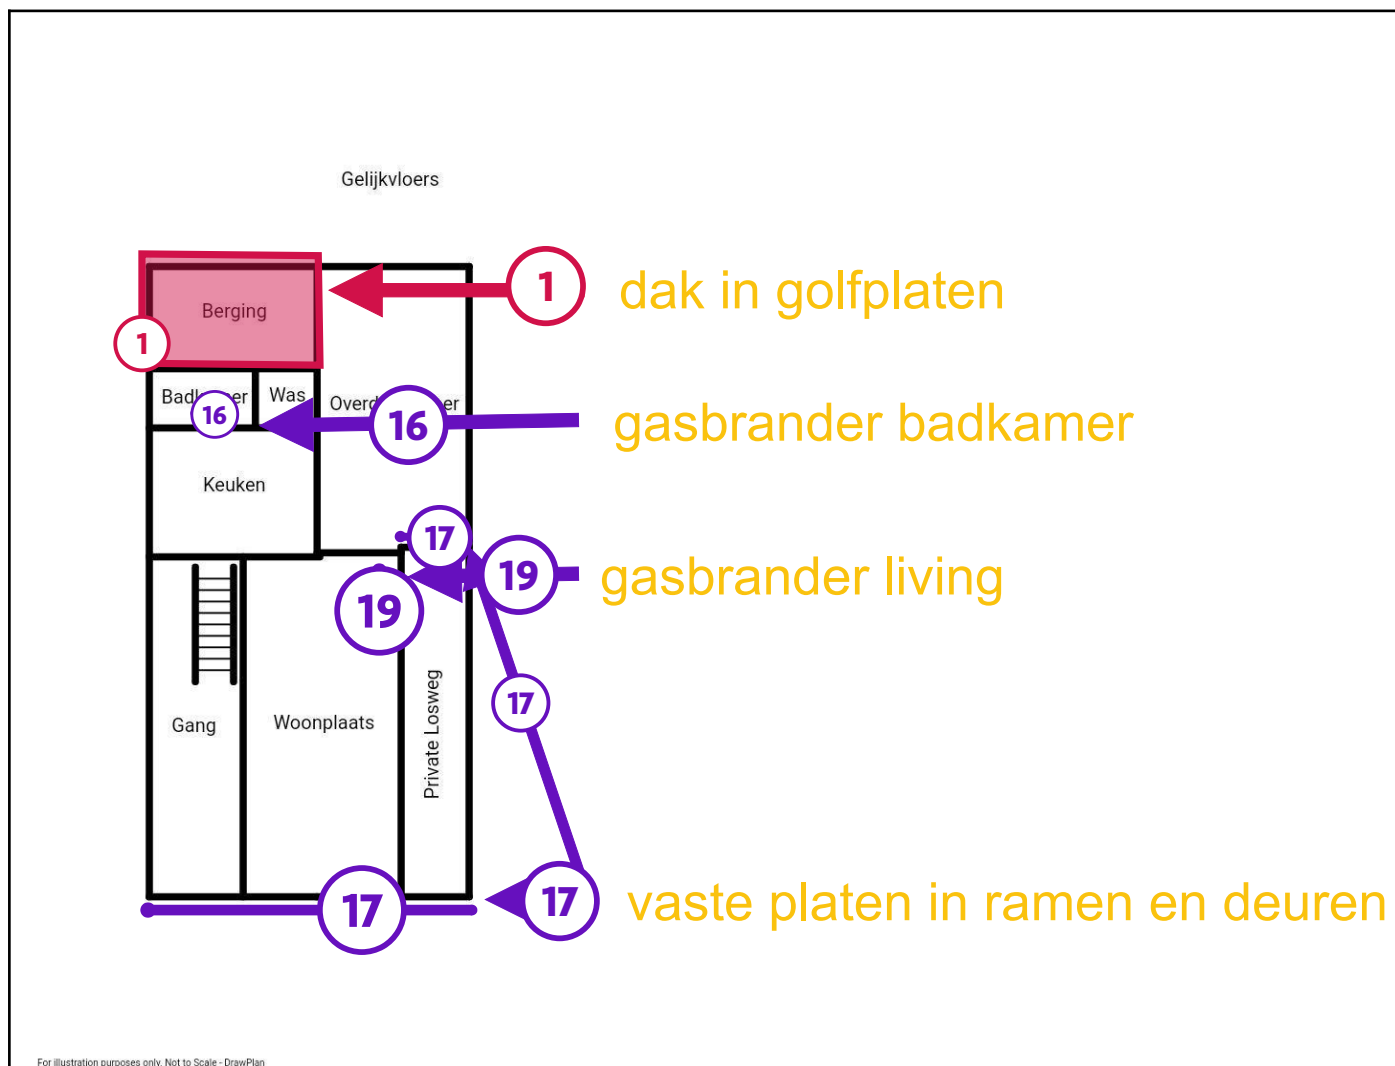 Gelijkvloers
1 dak in golfplaten
Berging
1
Was
16
16 gasbrander badkamer
Keuken
17
19 gasbrander living
19
17
Gang
Woonplaats
Private Losweg
17
17 vaste platen in ramen en deuren
For illustration purposes only. Not to Scale - DrawPlan